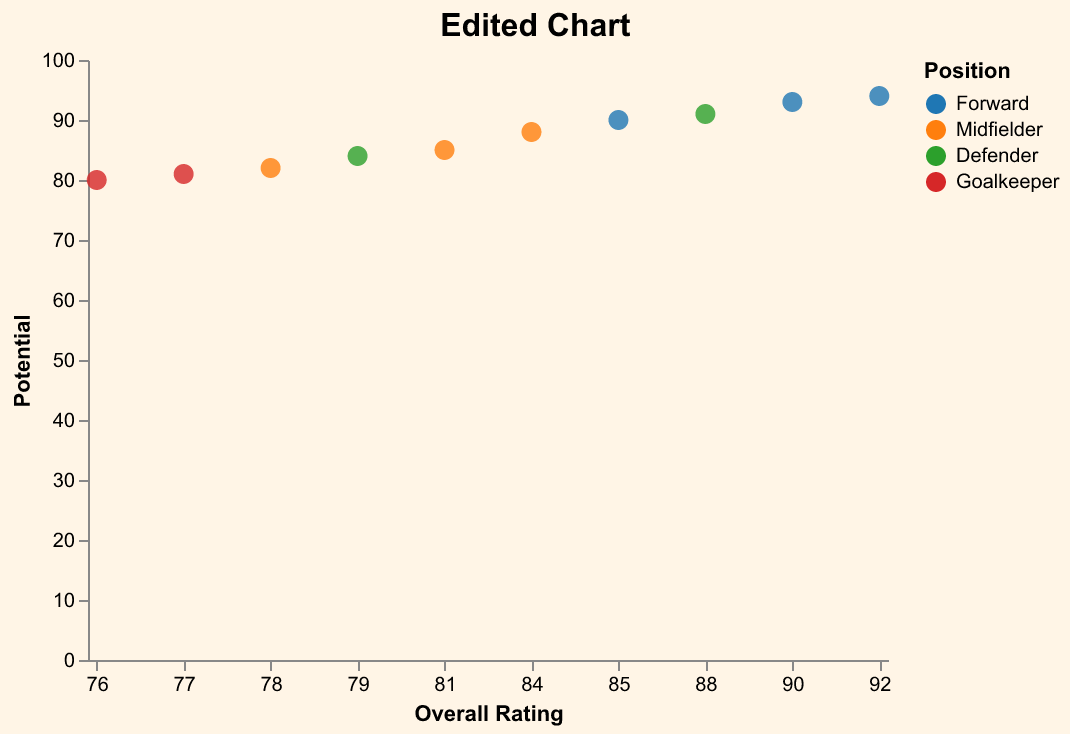 Edited Chart
Potential
100
90
80
70
60
50
40
30
20
10
0
76 77 78 79 81 84 85 88 90 92
Overall Rating
Position
Forward
Midfielder
Defender
Goalkeeper